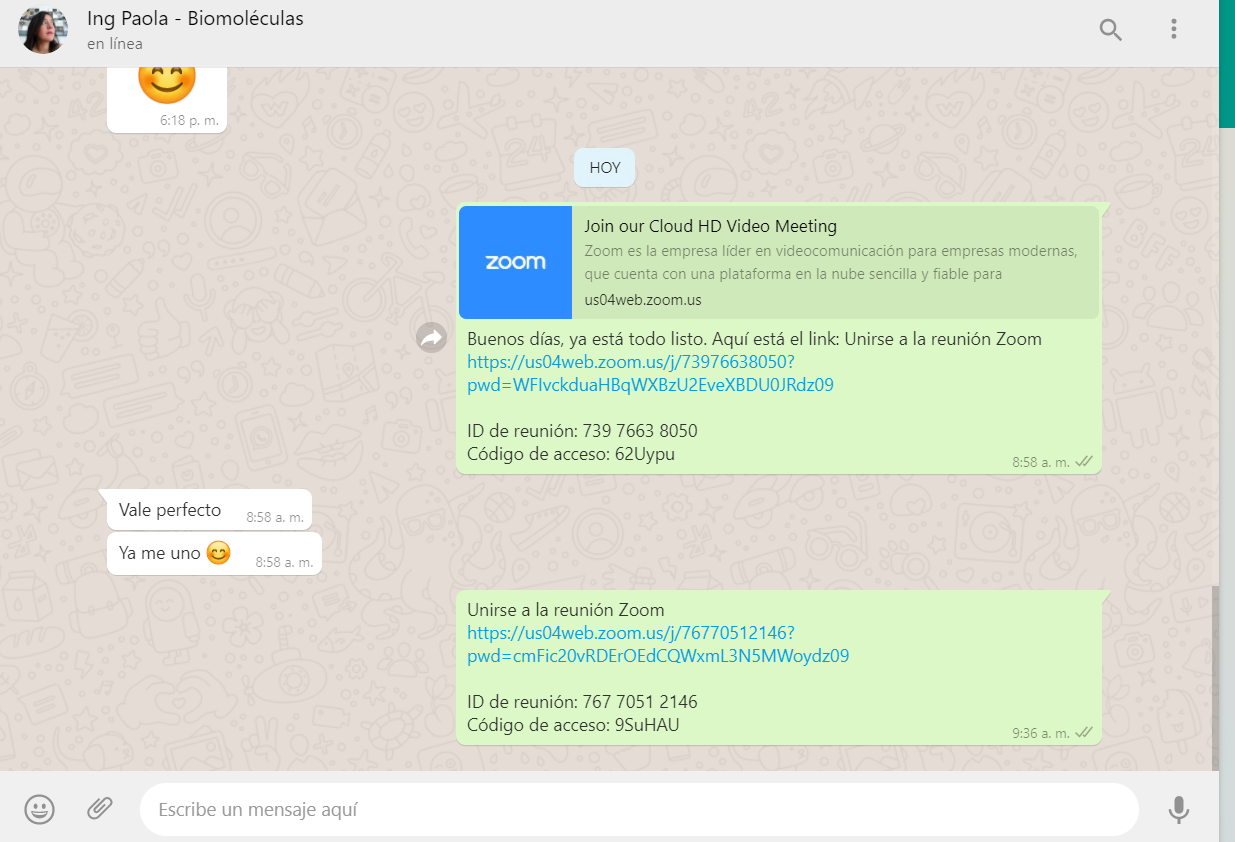 Ing Paola - Biomoléculas
en línea
6:18 p. m.
HOY
zoom
Join our Cloud HD Video Meeting
Zoom es la empresa líder en videocomunicación para empresas modernas,
que cuenta con una plataforma en la nube sencilla y fiable para
us04web.zoom.us
Buenos días, ya está todo listo. Aquí está el link: Unirse a la reunión Zoom
https://us04web.zoom.us/j/73976638050?
pwd=WFIvckduaHBqWXBzU2EveXBDU0JRdz09
ID de reunión: 739 7663 8050
Código de acceso: 62Uypu
8:58 a. m.
Vale perfecto
8:58 a. m.
Ya me uno 😊
8:58 a. m.
Unirse a la reunión Zoom
https://us04web.zoom.us/j/76770512146?
pwd=cmFic20vRDErOEdCQWxmL3N5MWoydz09
ID de reunión: 767 7051 2146
Código de acceso: 9SuHAU
9:36 a. m.
Escribe un mensaje aquí